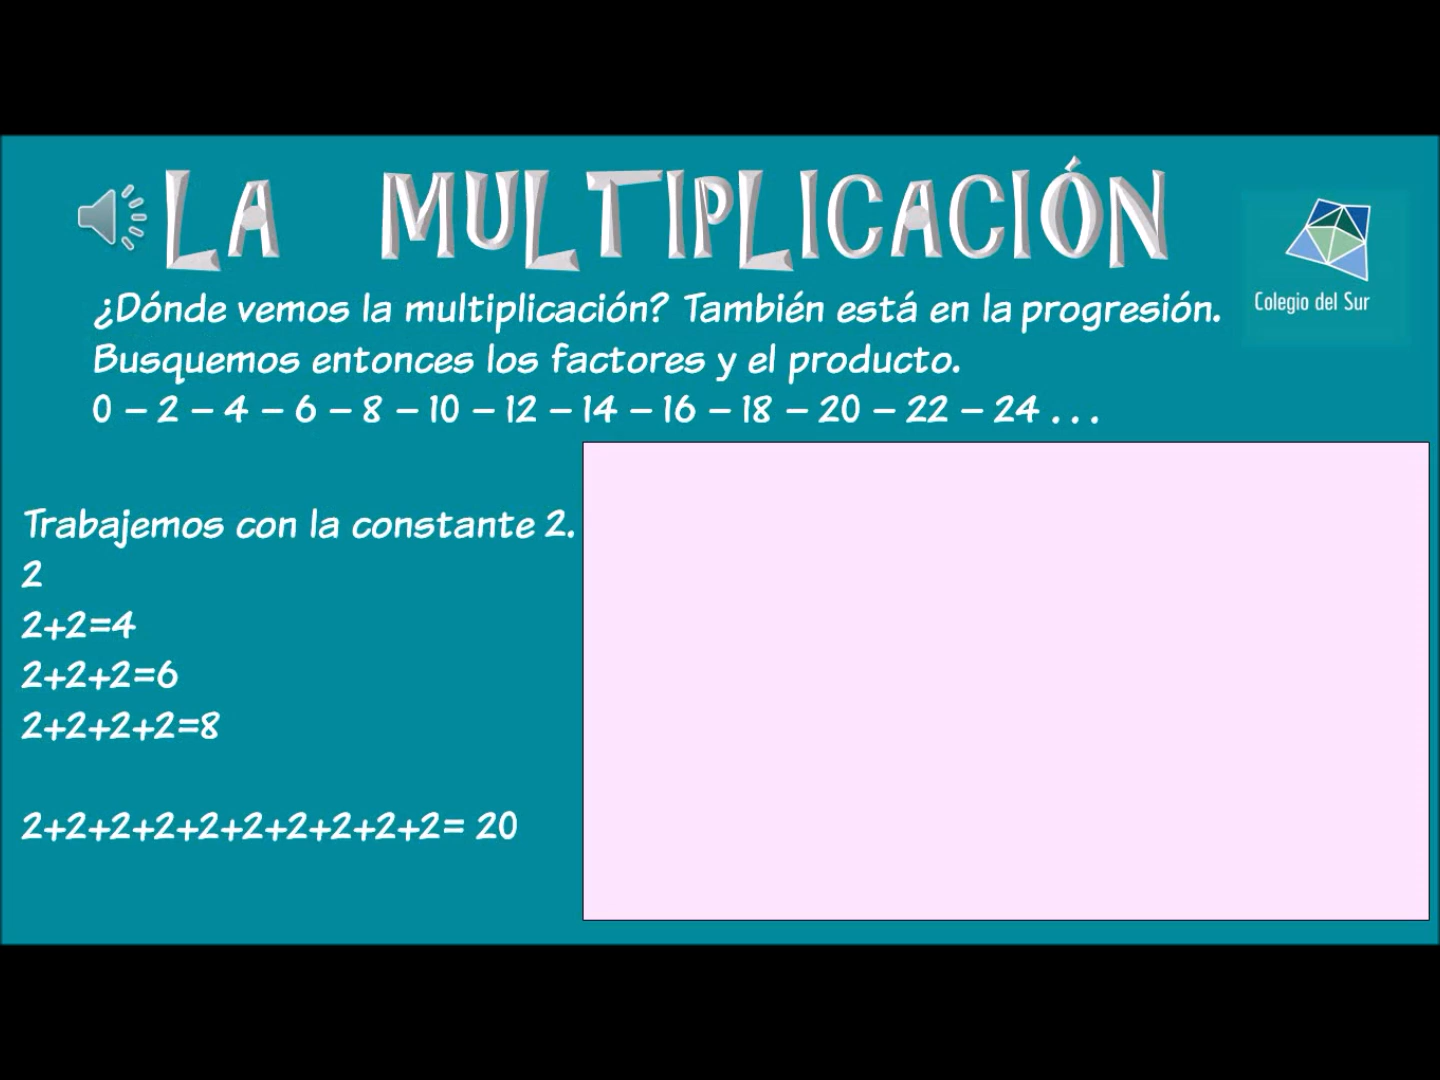 LA MULTIPLICACIÓN
Colegio del Sur
¿Dónde vemos la multiplicación? También está en la progresión.
Busquemos entonces los factores y el producto.
0 – 2 – 4 – 6 – 8 – 10 – 12 – 14 – 16 – 18 – 20 – 22 – 24 . . .
Trabajemos con la constante 2.
2
2+2=4
2+2+2=6
2+2+2+2=8
2+2+2+2+2+2+2+2+2+2= 20